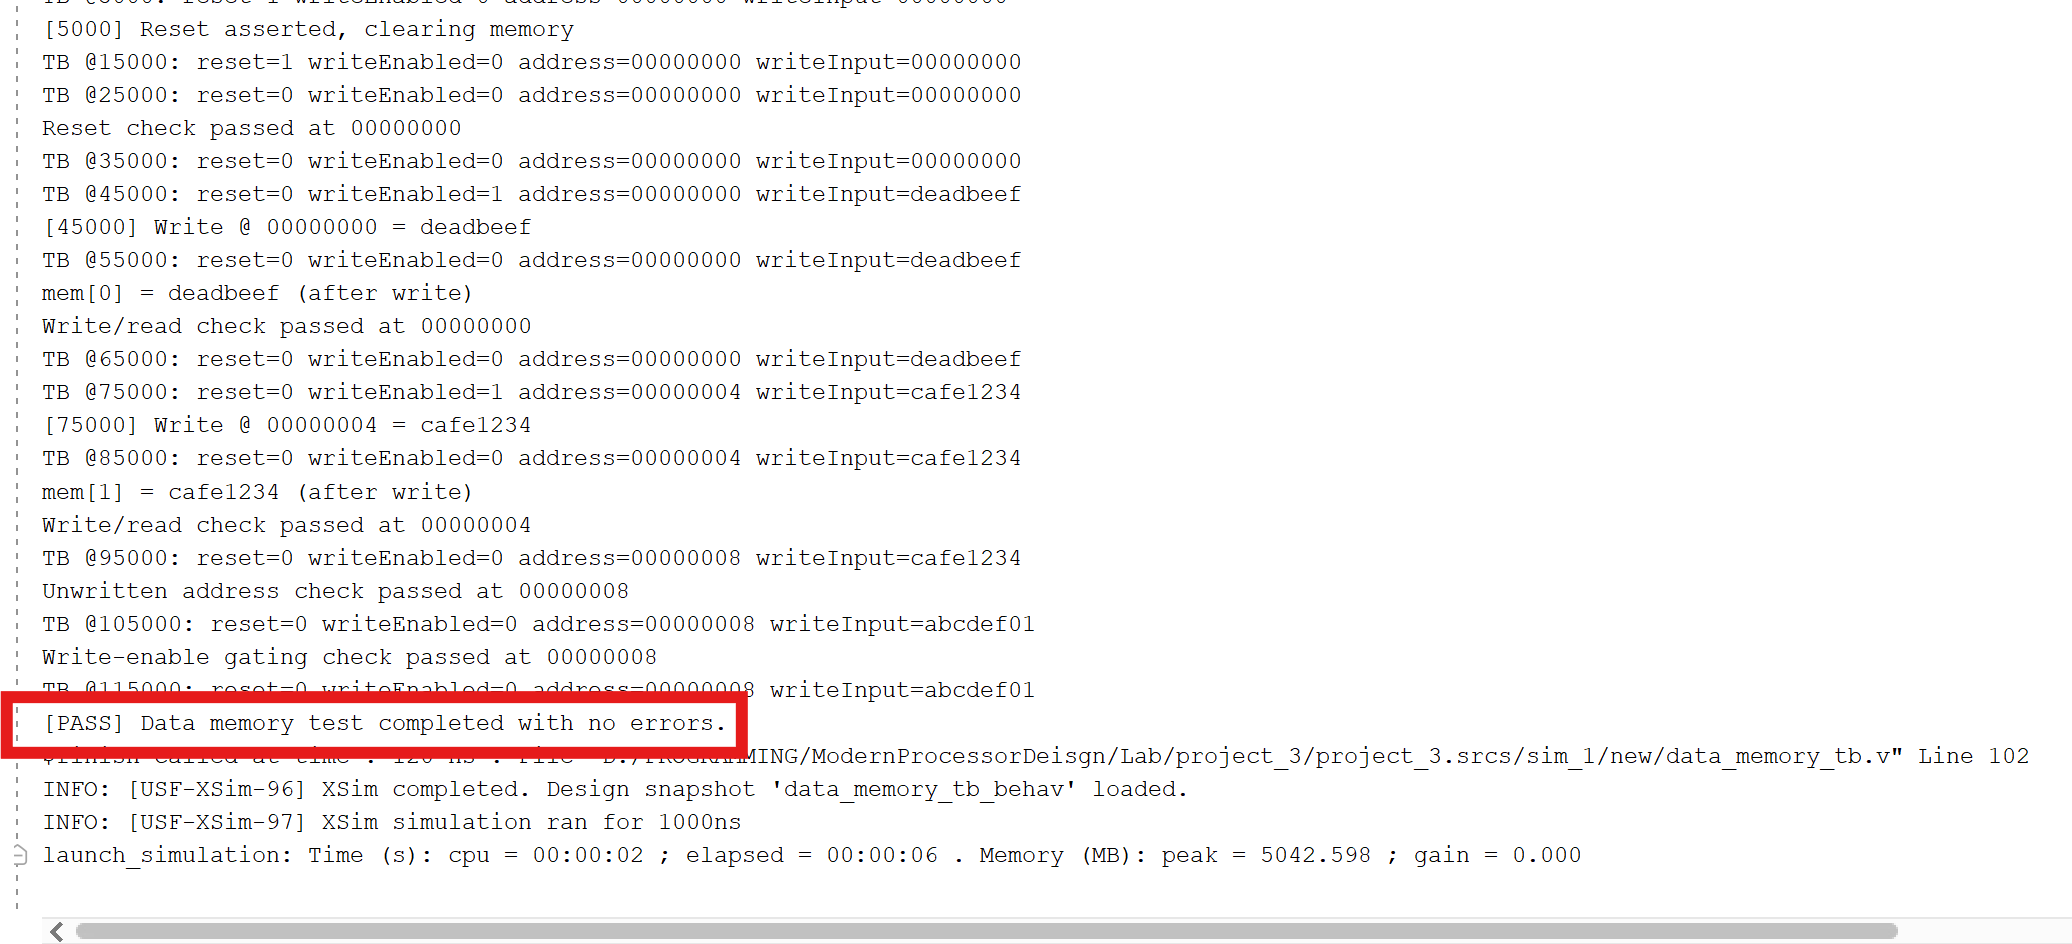 [5000] Reset asserted, clearing memory
TB @15000: reset=1 writeEnabled=0 address=00000000 writeInput=00000000
TB @25000: reset=0 writeEnabled=0 address=00000000 writeInput=00000000
Reset check passed at 00000000
TB @35000: reset=0 writeEnabled=0 address=00000000 writeInput=00000000
TB @45000: reset=0 writeEnabled=1 address=00000000 writeInput=deadbeef
[45000] Write @ 00000000 = deadbeef
TB @55000: reset=0 writeEnabled=0 address=00000000 writeInput=deadbeef
mem[0] = deadbeef (after write)
Write/read check passed at 00000000
TB @65000: reset=0 writeEnabled=0 address=00000000 writeInput=deadbeef
TB @75000: reset=0 writeEnabled=1 address=00000004 writeInput=cafe1234
[75000] Write @ 00000004 = cafe1234
TB @85000: reset=0 writeEnabled=0 address=00000004 writeInput=cafe1234
mem[1] = cafe1234 (after write)
Write/read check passed at 00000004
TB @95000: reset=0 writeEnabled=0 address=00000008 writeInput=cafe1234
Unwritten address check passed at 00000008
TB @105000: reset=0 writeEnabled=0 address=00000008 writeInput=abcdef01
Write-enable gating check passed at 00000008
TB @115000: reset=0 writeEnabled=0 address=00000008 writeInput=abcdef01
[PASS] Data memory test completed with no errors.
$finish called at time : 120 ns : File "D:/PROGRAMMING/ModernProcessorDeisgn/Lab/project_3/project_3.srcs/sim_1/new/data_memory_tb.v" Line 102
INFO: [USF-XSim-96] XSim completed. Design snapshot 'data_memory_tb_behav' loaded.
INFO: [USF-XSim-97] XSim simulation ran for 1000ns
launch_simulation: Time (s): cpu = 00:00:02 ; elapsed = 00:00:06 . Memory (MB): peak = 5042.598 ; gain = 0.000